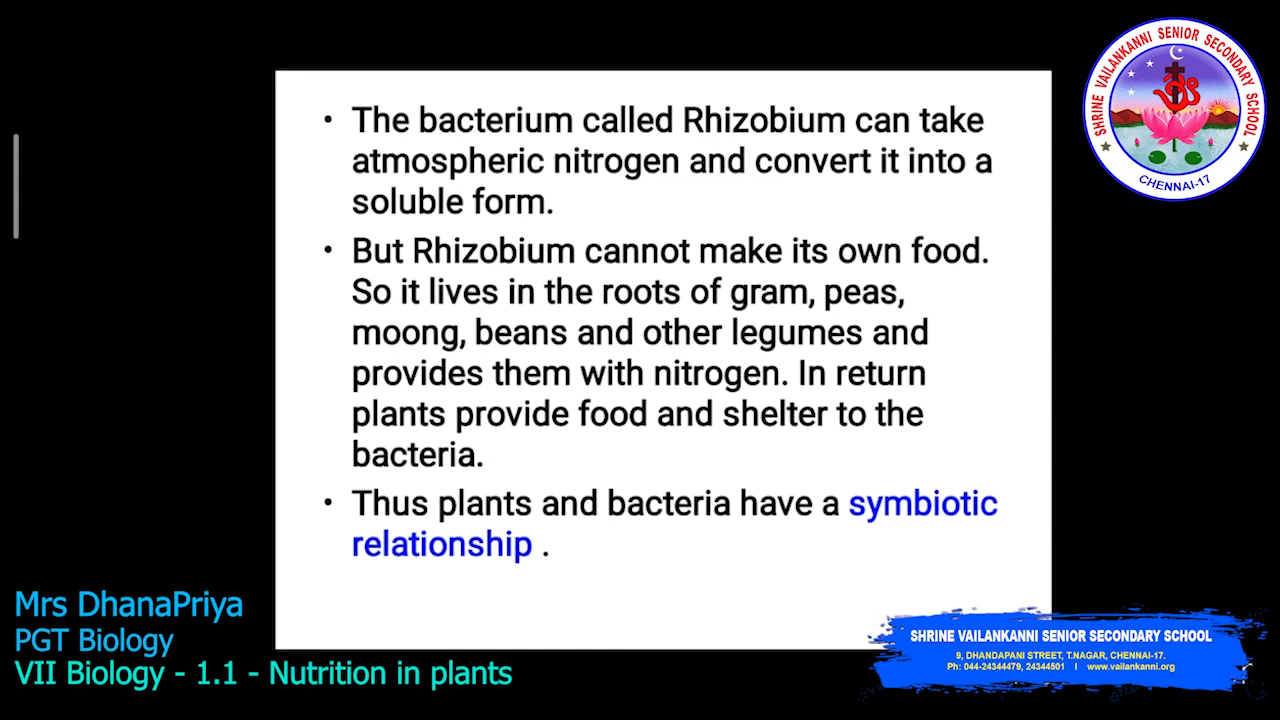 SHRINE VAILANKANNI SENIOR SECONDARY SCHOOL
CHENNAI-17
• The bacterium called Rhizobium can take
atmospheric nitrogen and convert it into a
soluble form.
• But Rhizobium cannot make its own food.
So it lives in the roots of gram, peas,
moong, beans and other legumes and
provides them with nitrogen. In return
plants provide food and shelter to the
bacteria.
• Thus plants and bacteria have a symbiotic
relationship .
Mrs DhanaPriya
PGT Biology
VII Biology - 1.1 - Nutrition in plants
SHRINE VAILANKANNI SENIOR SECONDARY SCHOOL
9, DHANDAPANI STREET, T.NAGAR, CHENNAI-17.
Ph: 044-24344479, 24344501 I www.vailankanni.org